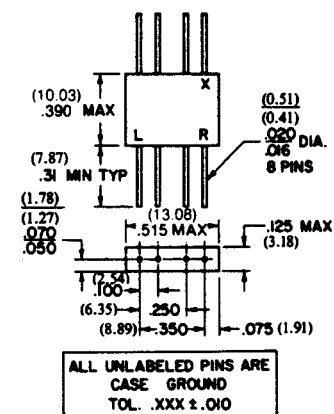 X
(10.03)
.390 MAX
(0.51)
(0.41)
.020
.016 DIA.
8 PINS
L R
(7.87)
.31 MIN TYP
(1.78)
(1.27)
.070
.050
(13.08)
.515 MAX
.125 MAX
(3.18)
(2.54)
.100
(6.35) .250
(8.89) .350 .075 (1.91)
ALL UNLABELED PINS ARE
CASE GROUND
TOL. .XXX ± .010